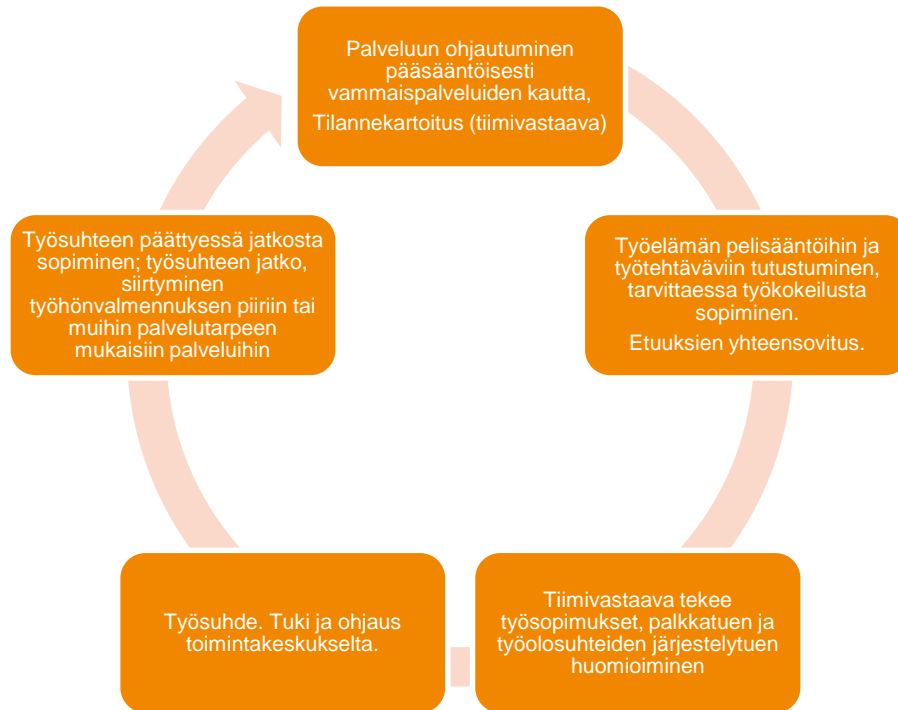 Palveluun ohjautuminen
pääsääntöisesti
vammaispalveluiden kautta,
Tilannekartoitus (tiimivastaava)
Työelämän pelisääntöihin ja
työtehtäväviin tutustuminen,
tarvittaessa työkokeilusta
sopiminen.
Etuuksien yhteensovitus.
Tiimivastaava tekee
työsopimukset, palkkatuen ja
työolosuhteiden järjestelytuen
huomioiminen
Työsuhde. Tuki ja ohjaus
toimintakeskukselta.
Työsuhteen päättyessä jatkosta
sopiminen; työsuhteen jatko,
siirtyminen
työhönvalmennuksen piiriin tai
muihin palvelutarpeen
mukaisiin palveluihin